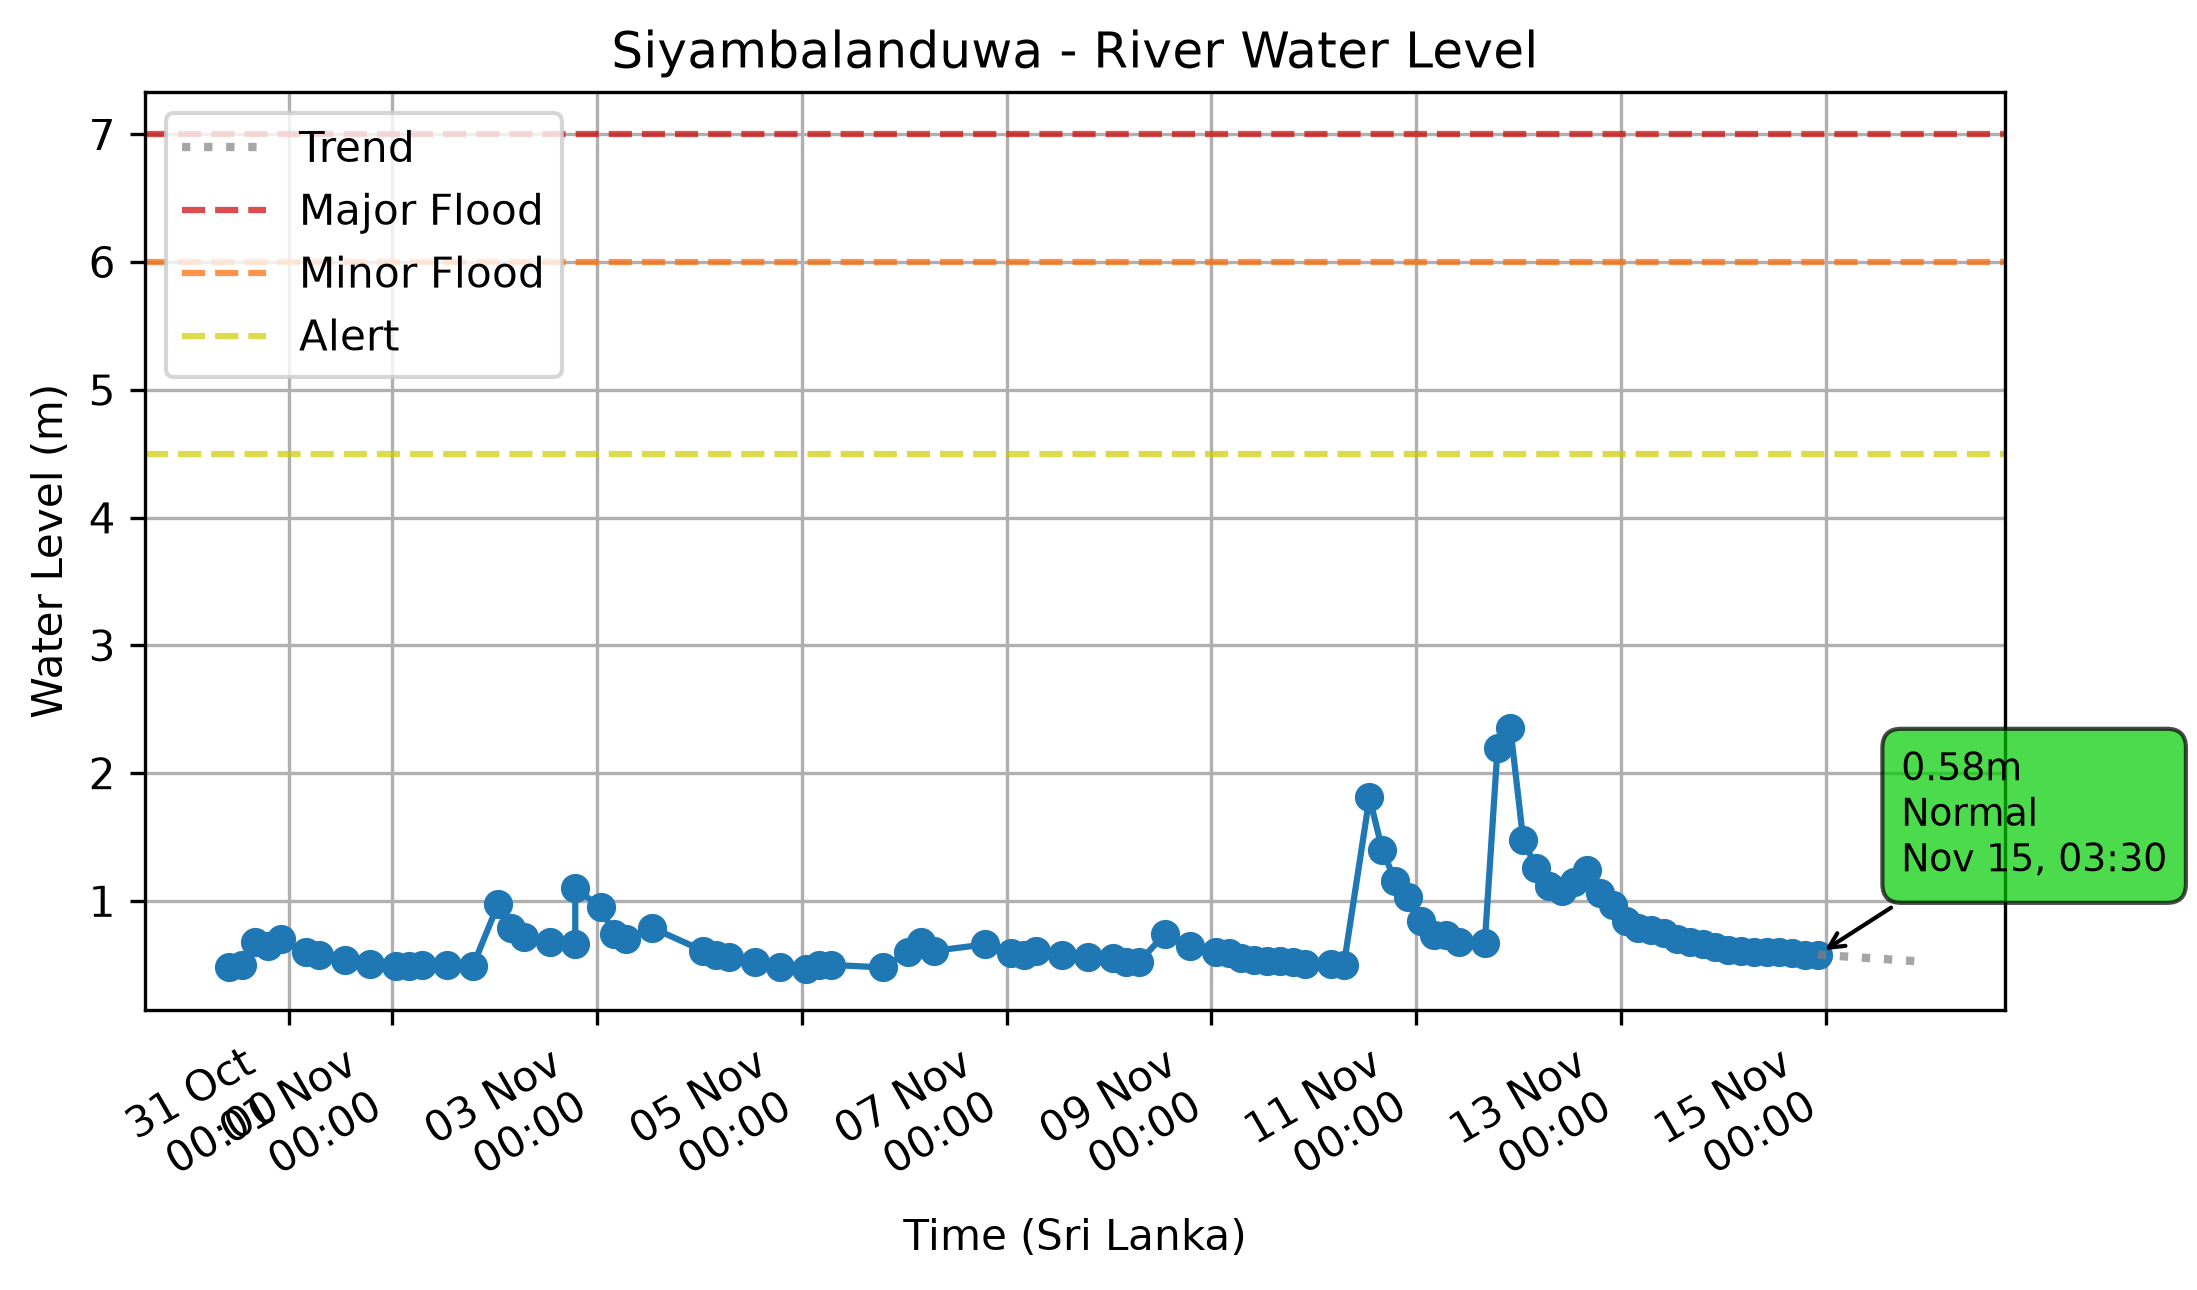 Siyambalanduwa - River Water Level
Trend
Major Flood
Minor Flood
Alert
7
6
5
4
3
2
1
Water Level (m)
0.58m
Normal
Nov 15, 03:30
31 Oct
00:00
01 Nov
00:00
03 Nov
00:00
05 Nov
00:00
07 Nov
00:00
09 Nov
00:00
11 Nov
00:00
13 Nov
00:00
15 Nov
00:00
Time (Sri Lanka)